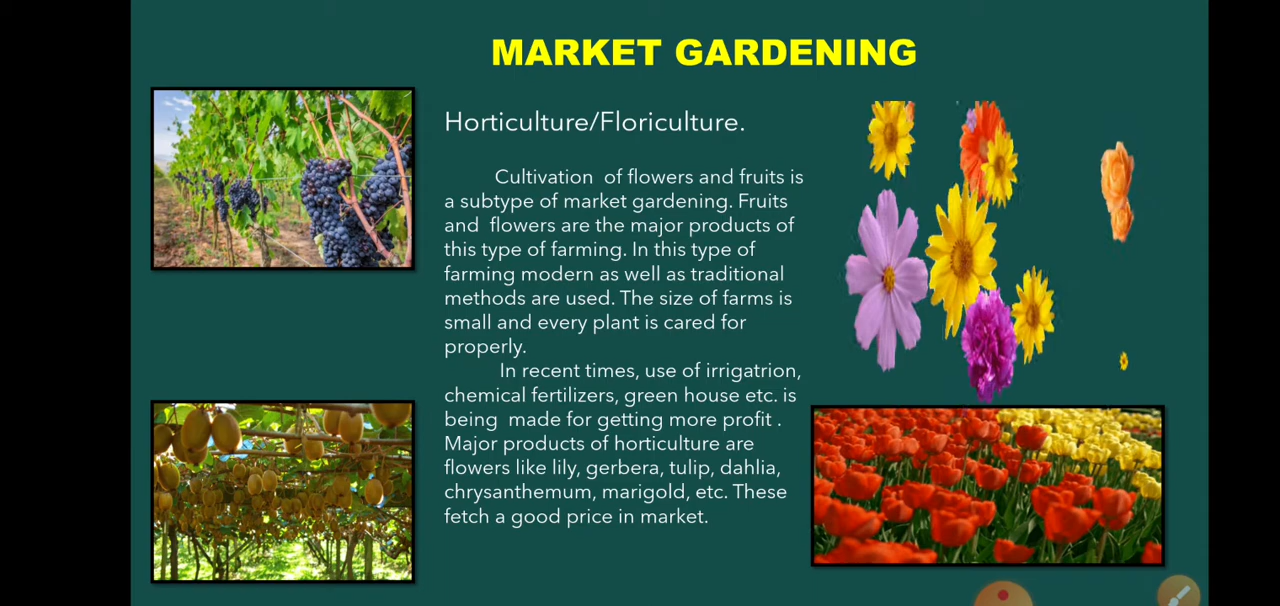 MARKET GARDENING
Horticulture/Floriculture.
Cultivation of flowers and fruits is
a subtype of market gardening. Fruits
and flowers are the major products of
this type of farming. In this type of
farming modern as well as traditional
methods are used. The size of farms is
small and every plant is cared for
properly.
In recent times, use of irrigatrion,
chemical fertilizers, green house etc. is
being made for getting more profit .
Major products of horticulture are
flowers like lily, gerbera, tulip, dahlia,
chrysanthemum, marigold, etc. These
fetch a good price in market.